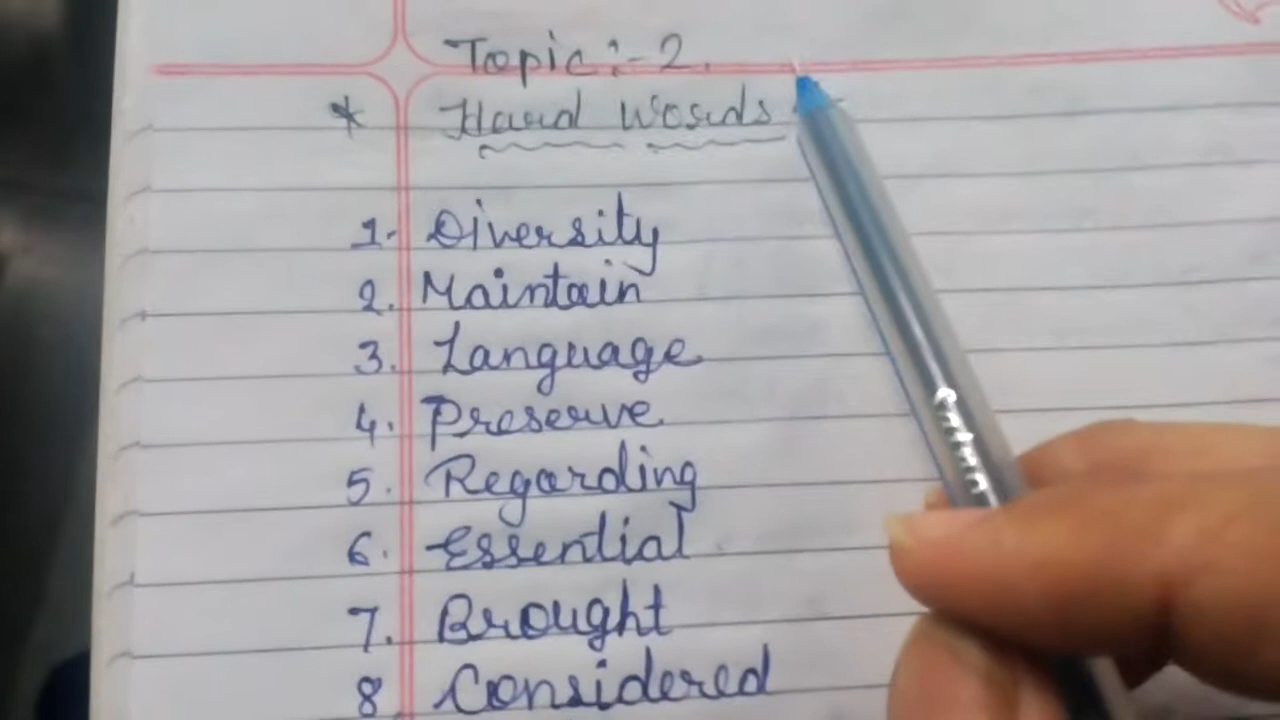 Topic:-2.
* Hard Words
1. Diversity
2. Maintain
3. Language
4. Preserve
5. Regarding
6. Essential
7. Brought
8 Considered